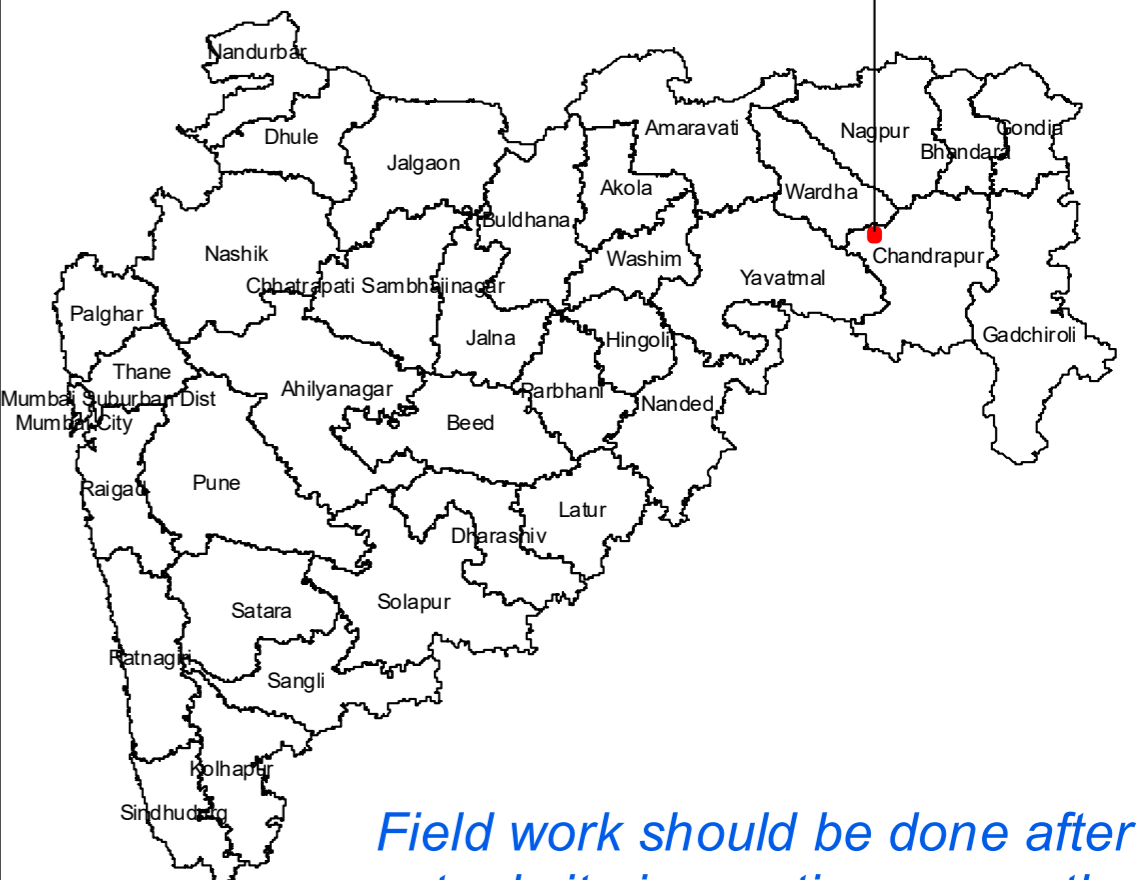 Nandurbar
Dhule
Jalgaon
Amaravati
Nagpur
Gondia
Bhandara
Akola
Wardha
Buldhana
Nashik
Washim
Chandrapur
Yavatmal
Chhatrapati Sambhajinagar
Palghar
Jalna
Hingoli
Gadchiroli
Thane
Ahilyanagar
Parbhani
Mumbai Suburban Dist
Nanded
Mumbai City
Beed
Raigad
Pune
Latur
Dharashiv
Solapur
Satara
Ratnagiri
Sangli
Kolhapur
Sindhudurg
Field work should be done after